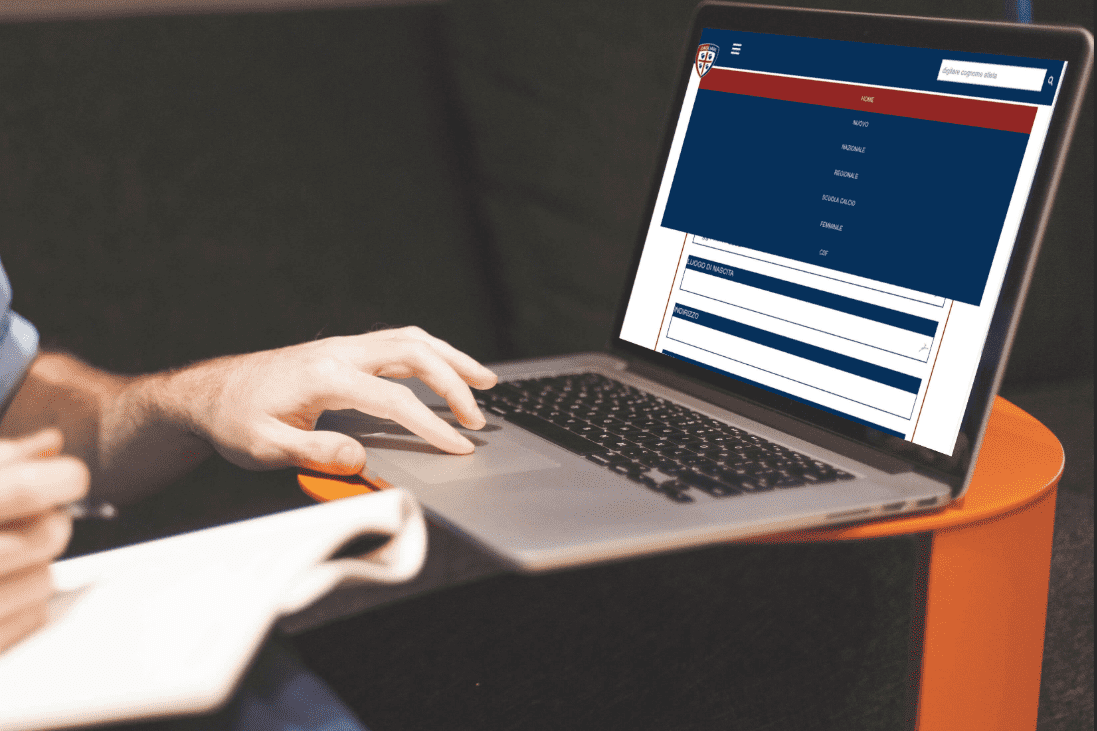 digitare cognome atleta
HOME
NUOVO
NAZIONALE
REGIONALE
SCUOLA CALCIO
FEMMINILE
CDF
LUOGO DI NASCITA
INDIRIZZO